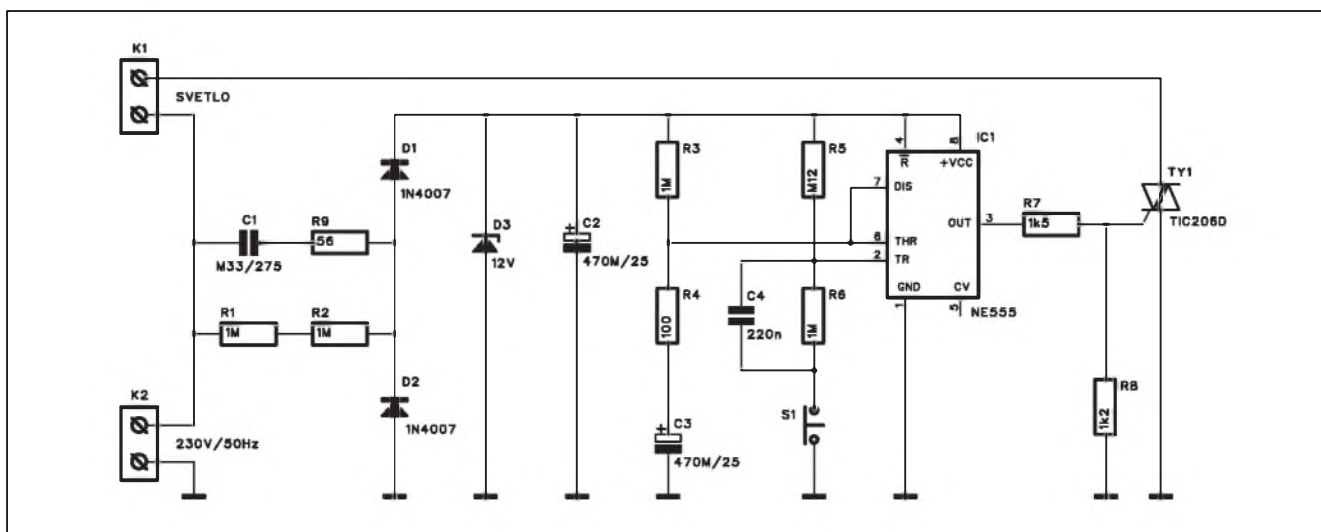 K1
SVETLO
D1
1N4007
C1
M33/275
R9
56
R1
1M
R2
1M
D2
1N4007
K2
230V/50Hz
D3
12V
C2
+
470M/25
R3
1M
R4
100
C3
+
470M/25
R5
M12
C4
220n
R6
1M
S1
IC1
4
8
R
+VCC
7
DIS
OUT
3
6
THR
2
TR
GND
CV
1
5
NE555
R7
1k5
R8
1k2
TY1
TIC206D